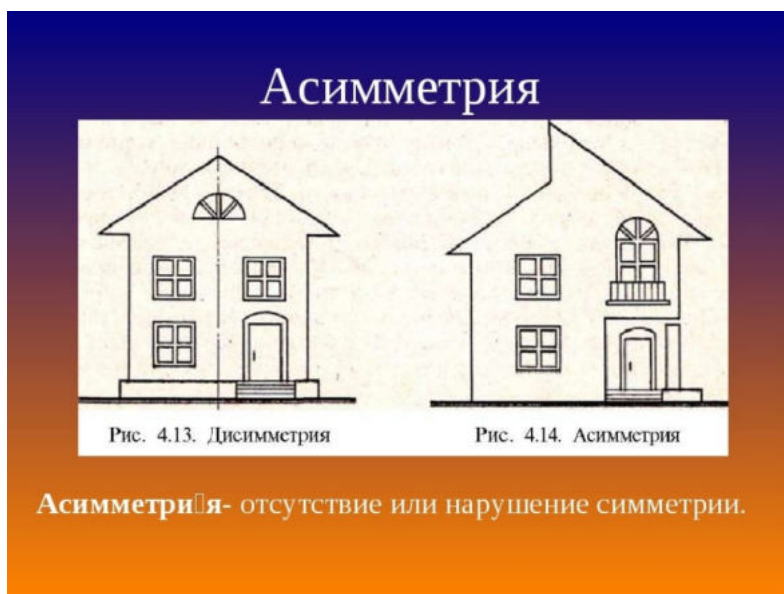 Асимметрия
Рис. 4.13. Дисимметрия
Рис. 4.14. Асимметрия
Асимметри▯я- отсутствие или нарушение симметрии.